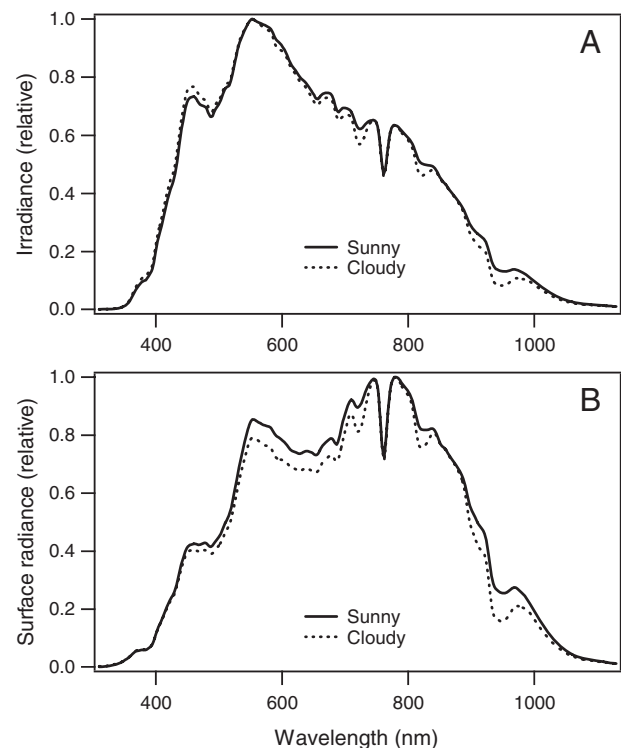 A
Irradiance (relative)
1.0
0.8
0.6
0.4
0.2
0.0
Sunny
Cloudy
400 600 800 1000
B
Surface radiance (relative)
1.0
0.8
0.6
0.4
0.2
0.0
Sunny
Cloudy
400 600 800 1000
Wavelength (nm)